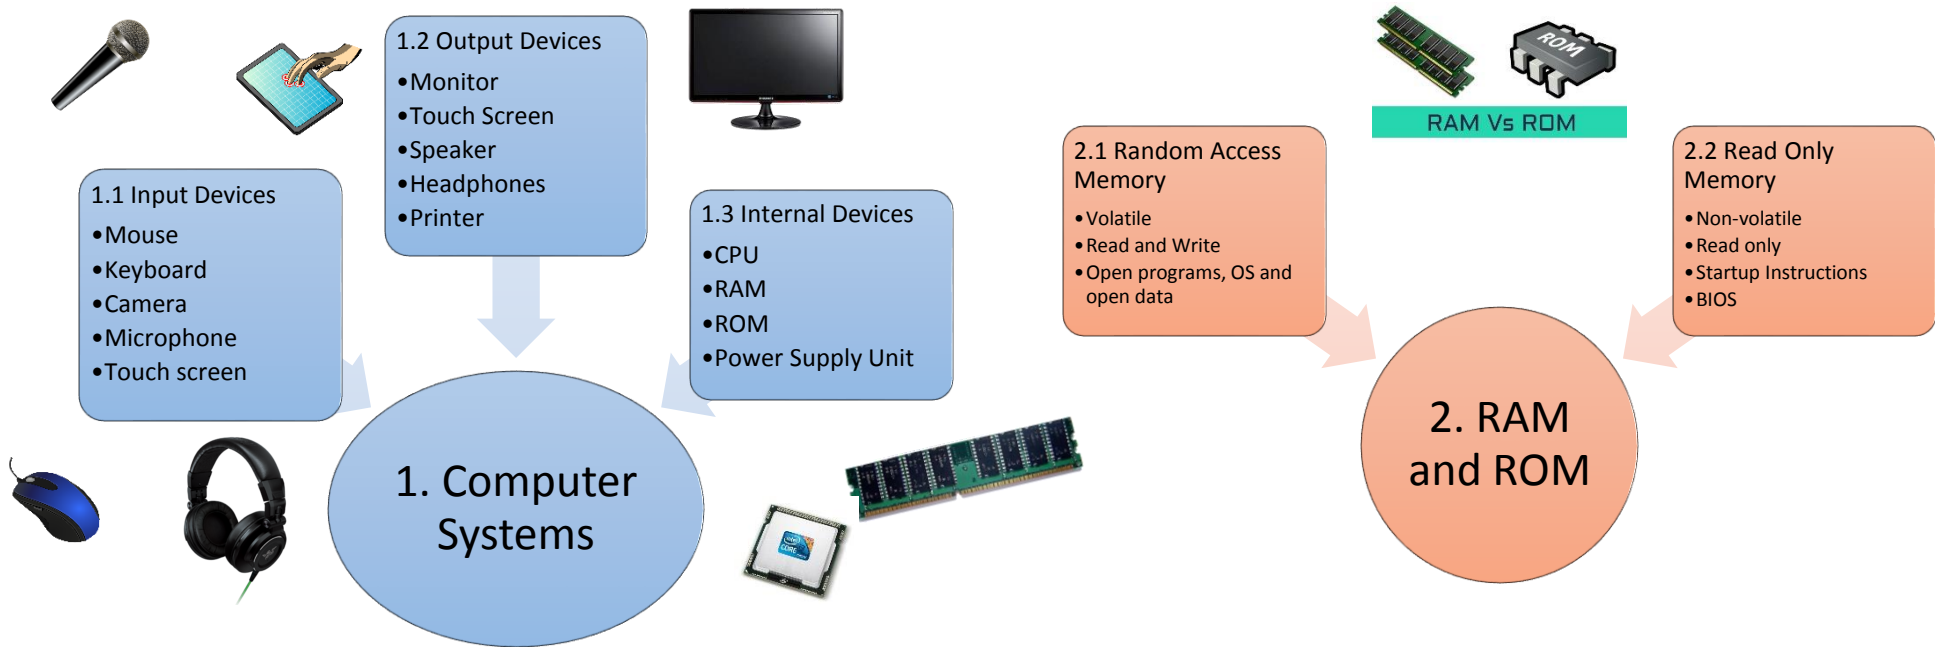 1.1 Input Devices
•Mouse
•Keyboard
•Camera
•Microphone
•Touch screen
1.2 Output Devices
•Monitor
•Touch Screen
•Speaker
•Headphones
•Printer
1.3 Internal Devices
•CPU
•RAM
•ROM
•Power Supply Unit
1. Computer
Systems
intel
CORE
ROM
RAM Vs ROM
2.1 Random Access
Memory
•Volatile
•Read and Write
•Open programs, OS and
open data
2.2 Read Only
Memory
•Non-volatile
•Read only
•Startup Instructions
•BIOS
2. RAM
and ROM